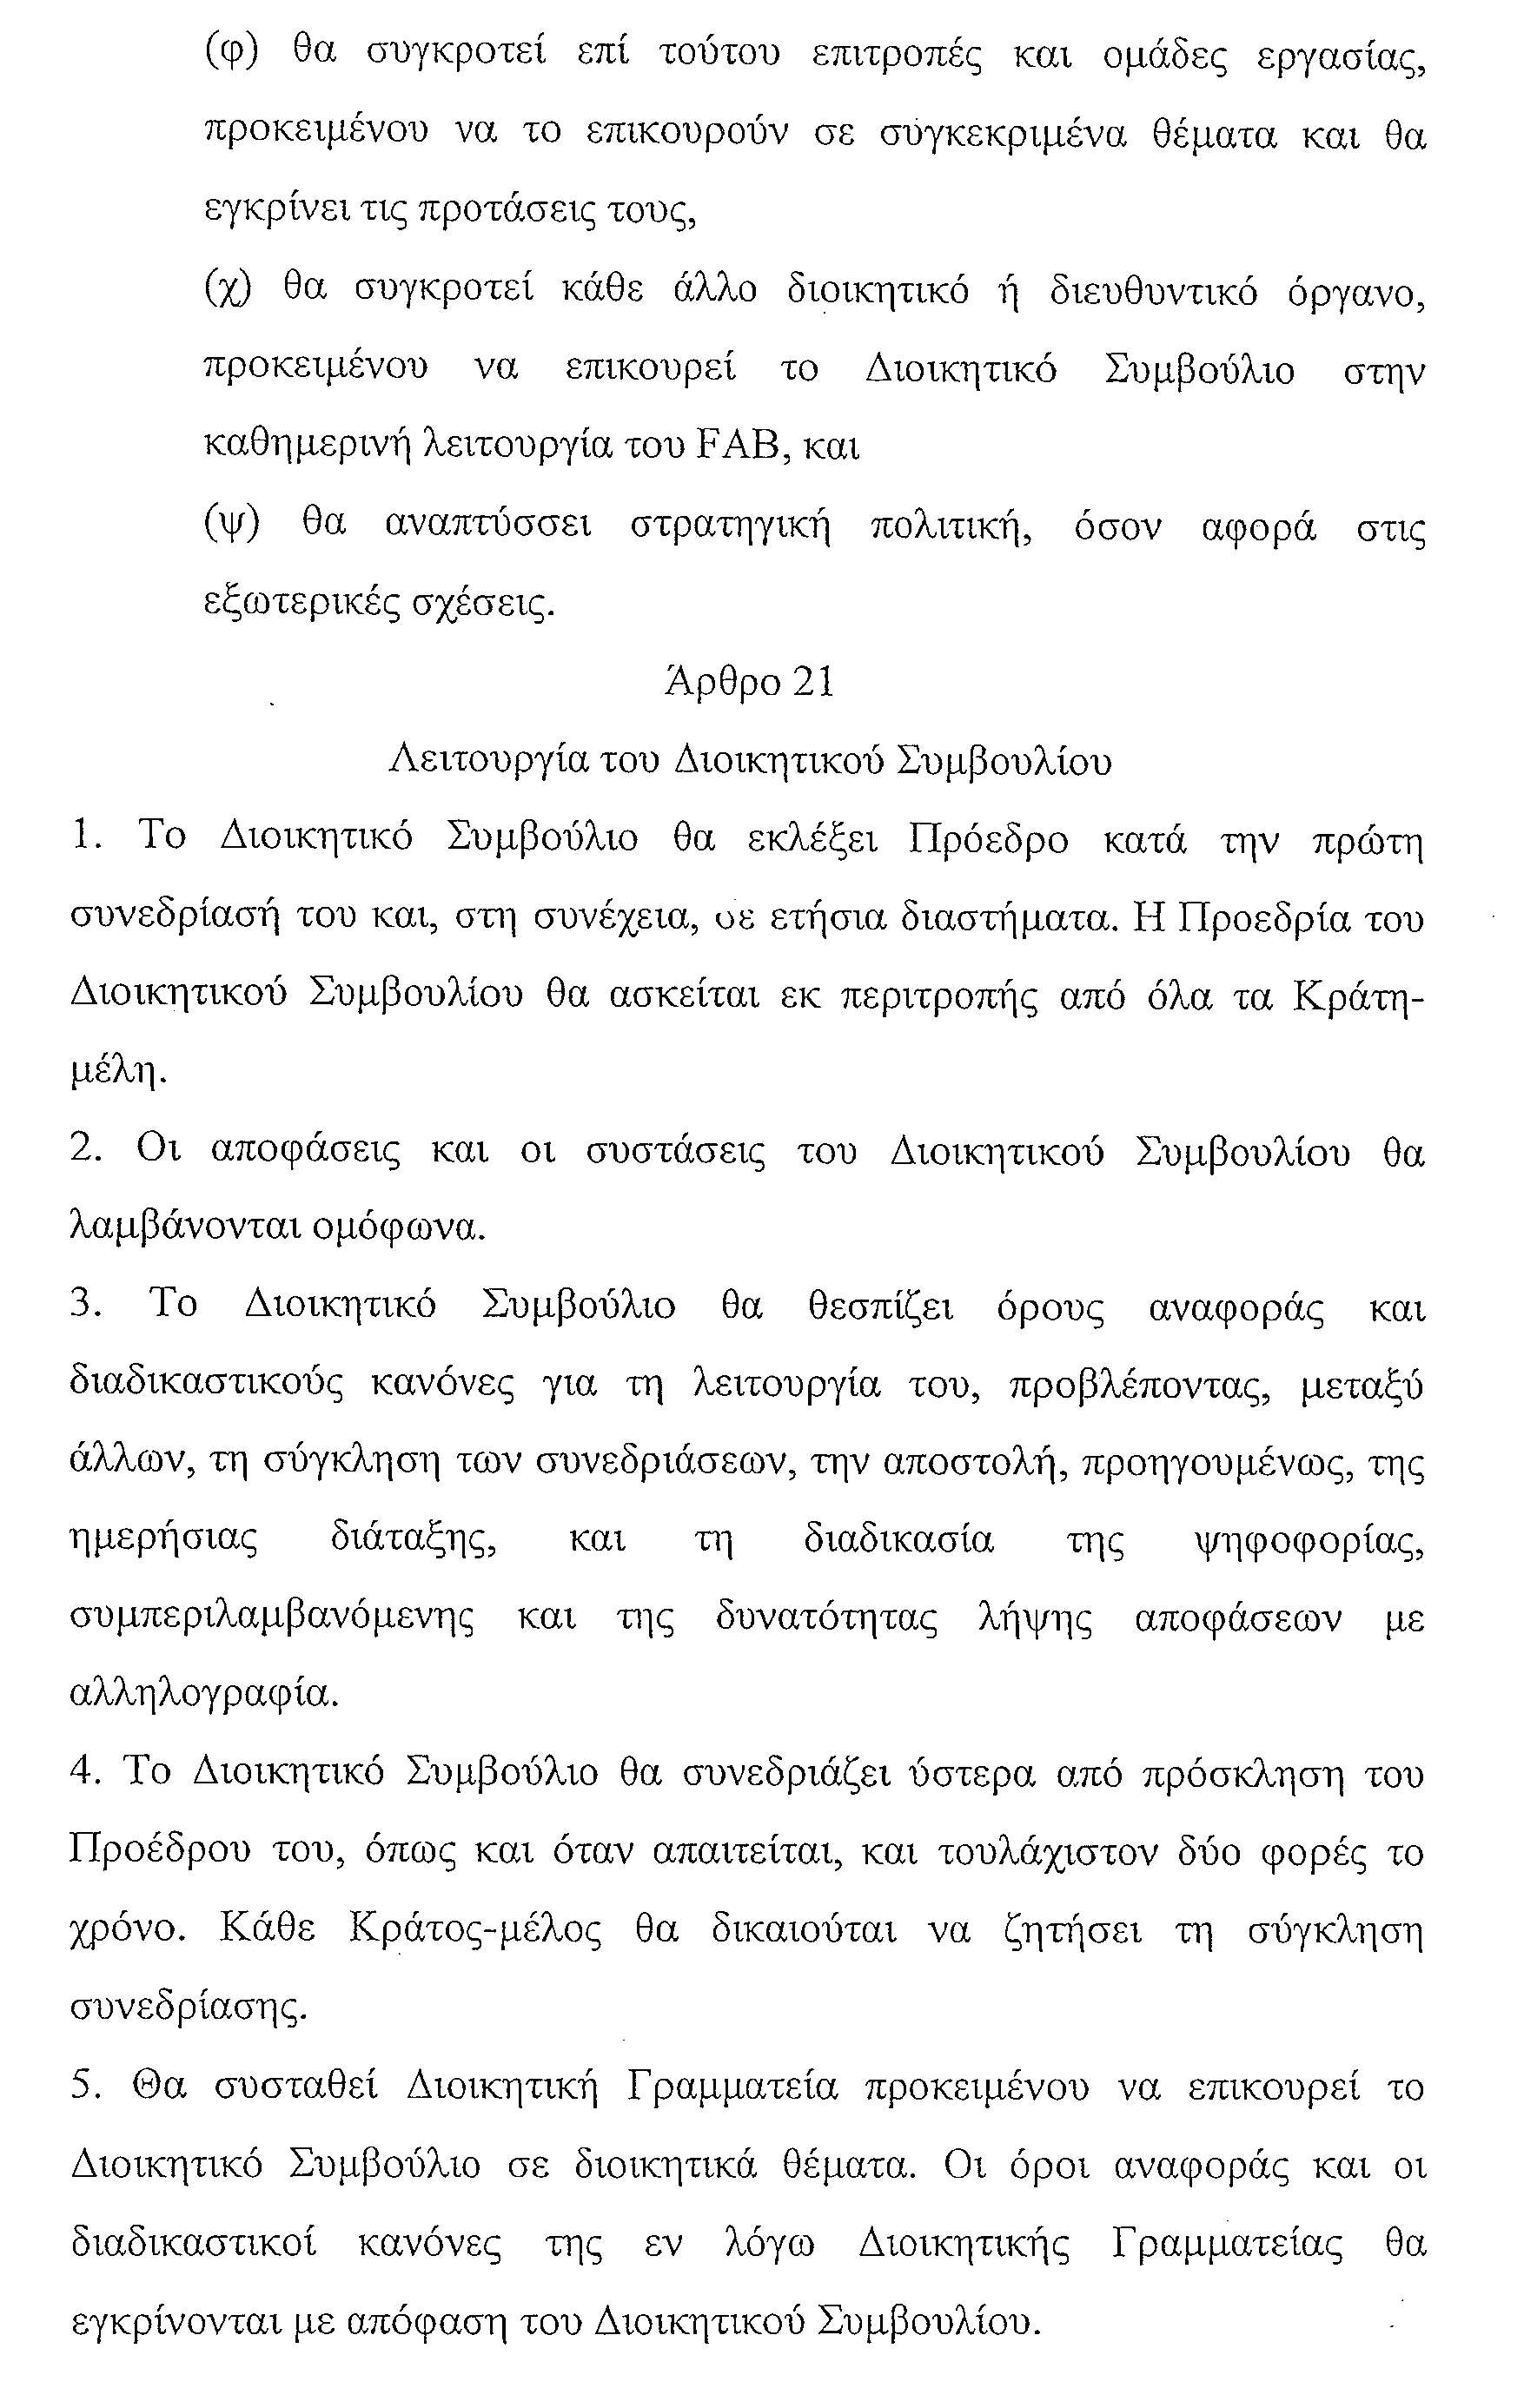 (φ) θα συγκροτεί επί τούτου επιτροπές και ομάδες εργασίας,
προκειμένου να το επικουρούν σε συγκεκριμένα θέματα και θα
εγκρίνει τις προτάσεις τους,
(χ) θα συγκροτεί κάθε άλλο διοικητικό ή διευθυντικό όργανο,
προκειμένου να επικουρεί το Διοικητικό Συμβούλιο στην
καθημερινή λειτουργία του FAB, και
(ψ) θα αναπτύσσει στρατηγική πολιτική, όσον αφορά στις
εξωτερικές σχέσεις.
Άρθρο 21
Λειτουργία του Διοικητικού Συμβουλίου
1. Το Διοικητικό Συμβούλιο θα εκλέξει Πρόεδρο κατά την πρώτη
συνεδρίασή του και, στη συνέχεια, σε ετήσια διαστήματα. Η Προεδρία του
Διοικητικού Συμβουλίου θα ασκείται εκ περιτροπής από όλα τα Κράτη-
μέλη.
2. Οι αποφάσεις και οι συστάσεις του Διοικητικού Συμβουλίου θα
λαμβάνονται ομόφωνα.
3. Το Διοικητικό Συμβούλιο θα θεσπίζει όρους αναφοράς και
διαδικαστικούς κανόνες για τη λειτουργία του, προβλέποντας, μεταξύ
άλλων, τη σύγκληση των συνεδριάσεων, την αποστολή, προηγουμένως, της
ημερήσιας διάταξης, και τη διαδικασία της ψηφοφορίας,
συμπεριλαμβανόμενης και της δυνατότητας λήψης αποφάσεων με
αλληλογραφία.
4. Το Διοικητικό Συμβούλιο θα συνεδριάζει ύστερα από πρόσκληση του
Προέδρου του, όπως και όταν απαιτείται, και τουλάχιστον δύο φορές το
χρόνο. Κάθε Κράτος-μέλος θα δικαιούται να ζητήσει τη σύγκληση
συνεδρίασης.
5. Θα συσταθεί Διοικητική Γραμματεία προκειμένου να επικουρεί το
Διοικητικό Συμβούλιο σε διοικητικά θέματα. Οι όροι αναφοράς και οι
διαδικαστικοί κανόνες της εν λόγω Διοικητικής Γραμματείας θα
εγκρίνονται με απόφαση του Διοικητικού Συμβουλίου.